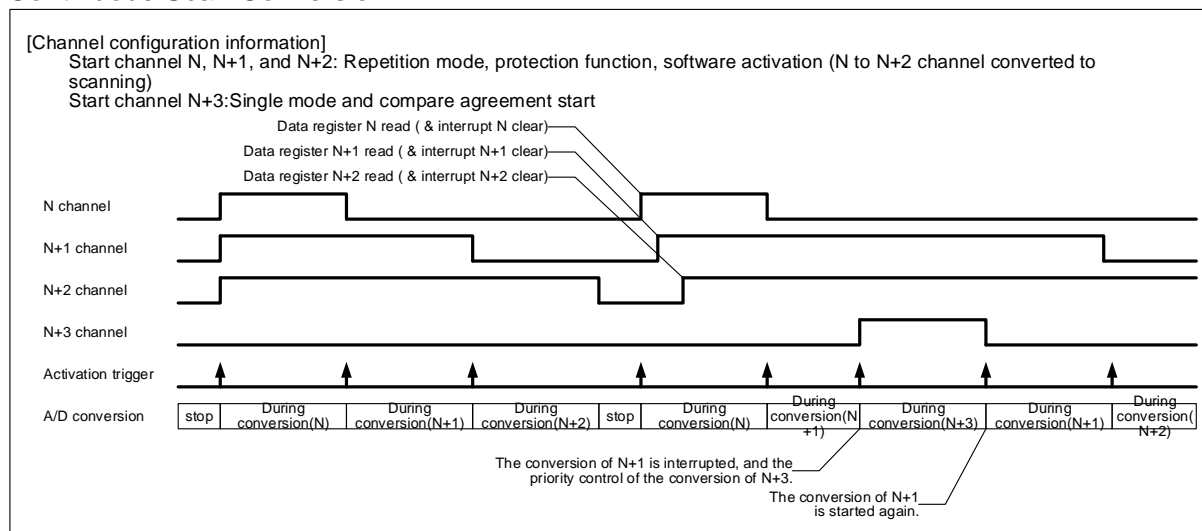 [Channel configuration information]
Start channel N, N+1, and N+2: Repetition mode, protection function, software activation (N to N+2 channel converted to
scanning)
Start channel N+3:Single mode and compare agreement start
Data register N read ( & interrupt N clear)
Data register N+1 read ( & interrupt N+1 clear)
Data register N+2 read ( & interrupt N+2 clear)
N channel
N+1 channel
N+2 channel
N+3 channel
Activation trigger
A/D conversion
stop
During
conversion(N)
During
conversion(N+1)
During
conversion(N+2)
stop
During
conversion(N)
During
conversion(N
+1)
During
conversion(N+3)
During
conversion(N+1)
During
conversion(
N+2)
The conversion of N+1 is interrupted, and the
priority control of the conversion of N+3.
The conversion of N+1
is started again.